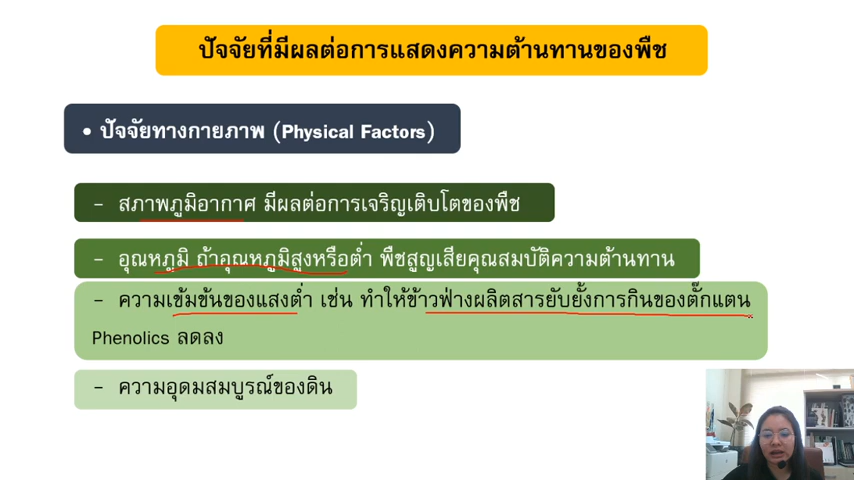 ปัจจัยที่มีผลต่อการแสดงความต้านทานของพืช
• ปัจจัยทางกายภาพ (Physical Factors)
- สภาพภูมิอากาศ มีผลต่อการเจริญเติบโตของพืช
- อุณหภูมิ ถ้าอุณหภูมิสูงหรือต่ำ พืชสูญเสียคุณสมบัติความต้านทาน
- ความเข้มข้นของแสงต่ำ เช่น ทำให้ข้าวฟ่างผลิตสารยับยั้งการกินของตั๊กแตน
Phenolics ลดลง
- ความอุดมสมบูรณ์ของดิน